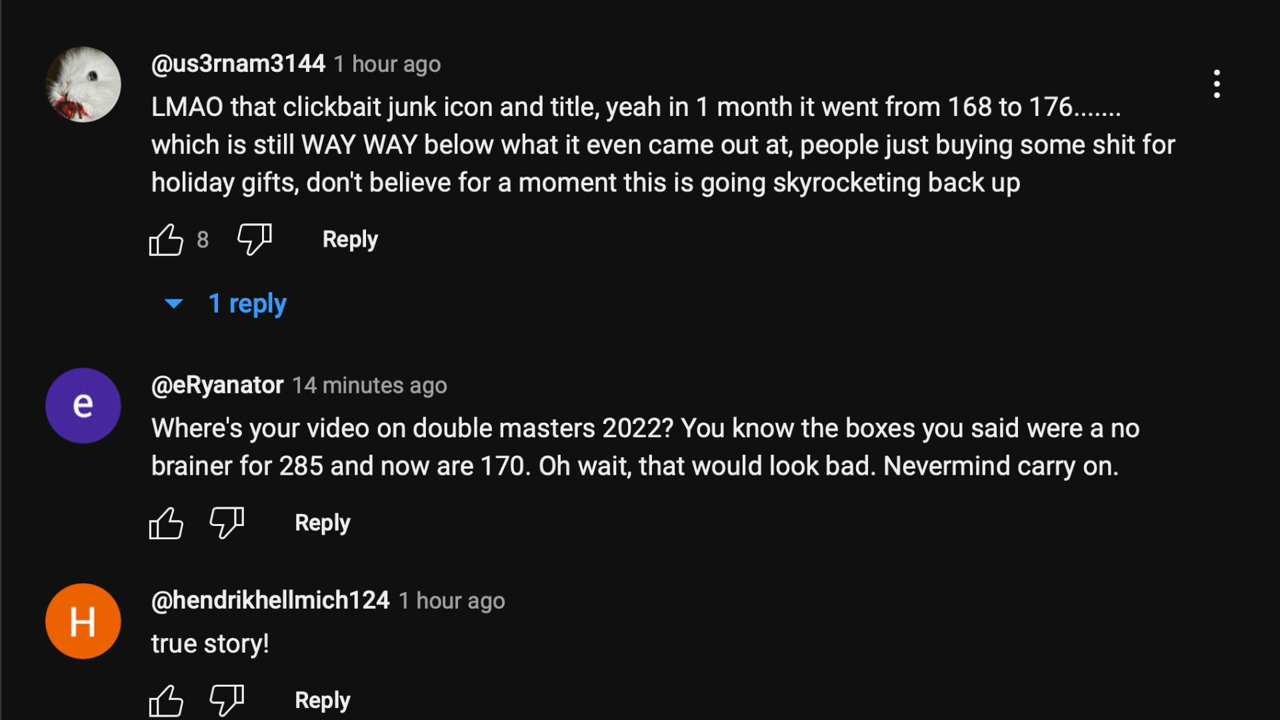 @us3rnam3144 1 hour ago
LMAO that clickbait junk icon and title, yeah in 1 month it went from 168 to 176.......
which is still WAY WAY below what it even came out at, people just buying some shit for
holiday gifts, don't believe for a moment this is going skyrocketing back up
8 Reply
1 reply
e
@eRyanator 14 minutes ago
Where's your video on double masters 2022? You know the boxes you said were a no
brainer for 285 and now are 170. Oh wait, that would look bad. Nevermind carry on.
Reply
H
@hendrikhellmich124 1 hour ago
true story!
Reply